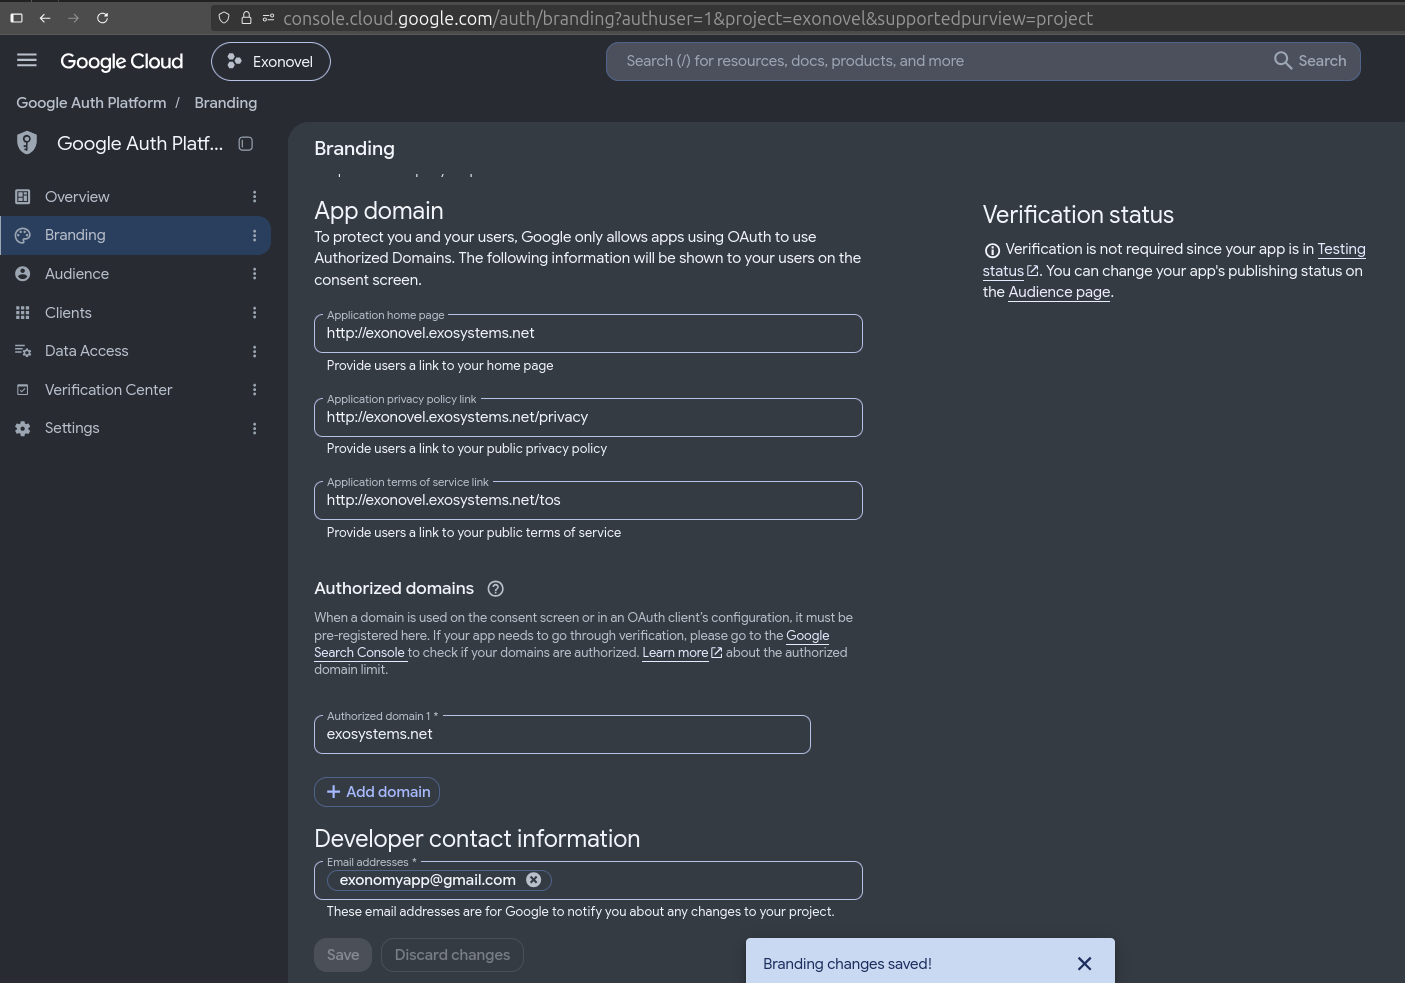 console.cloud.google.com/auth/branding?authuser=1&project=exonovel&supportedpurview=project
Google Cloud
Exonovel
Search (/) for resources, docs, products, and more
Search
Google Auth Platform / Branding
Google Auth Platf...
Overview
Branding
Audience
Clients
Data Access
Verification Center
Settings
Branding
App domain
To protect you and your users, Google only allows apps using OAuth to use
Authorized Domains. The following information will be shown to your users on the
consent screen.
Application home page
http://exonovel.exosystems.net
Provide users a link to your home page
Application privacy policy link
http://exonovel.exosystems.net/privacy
Provide users a link to your public privacy policy
Application terms of service link
http://exonovel.exosystems.net/tos
Provide users a link to your public terms of service
Authorized domains
When a domain is used on the consent screen or in an OAuth client's configuration, it must be
pre-registered here. If your app needs to go through verification, please go to the Google
Search Console to check if your domains are authorized. Learn more about the authorized
domain limit.
Authorized domain 1 *
exosystems.net
+ Add domain
Developer contact information
Email addresses *
exonomyapp@gmail.com
These email addresses are for Google to notify you about any changes to your project.
Save
Discard changes
Verification status
Verification is not required since your app is in Testing
status. You can change your app's publishing status on
the Audience page.
Branding changes saved!